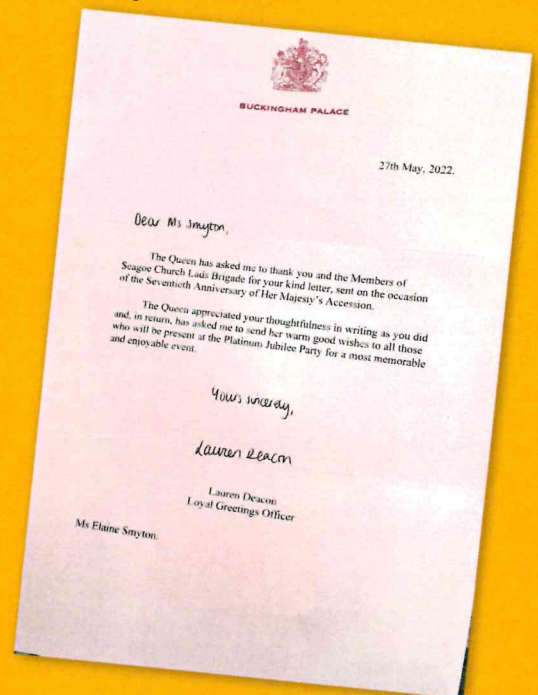 BUCKINGHAM PALACE
27th May, 2022.
Dear Ms Smyton,
The Queen has asked me to thank you and the Members of
Seagoe Church Lads Brigade for your kind letter, sent on the occasion
of the Seventieth Anniversary of Her Majesty's Accession.
The Queen appreciated your thoughtfulness in writing as you did
and, in return, has asked me to send her warm good wishes to all those
who will be present at the Platinum Jubilee Party for a most memorable
and enjoyable event.
Yours sincerely,
Lauren Deacon
Lauren Deacon
Loyal Greetings Officer
Ms Elaine Smyton.